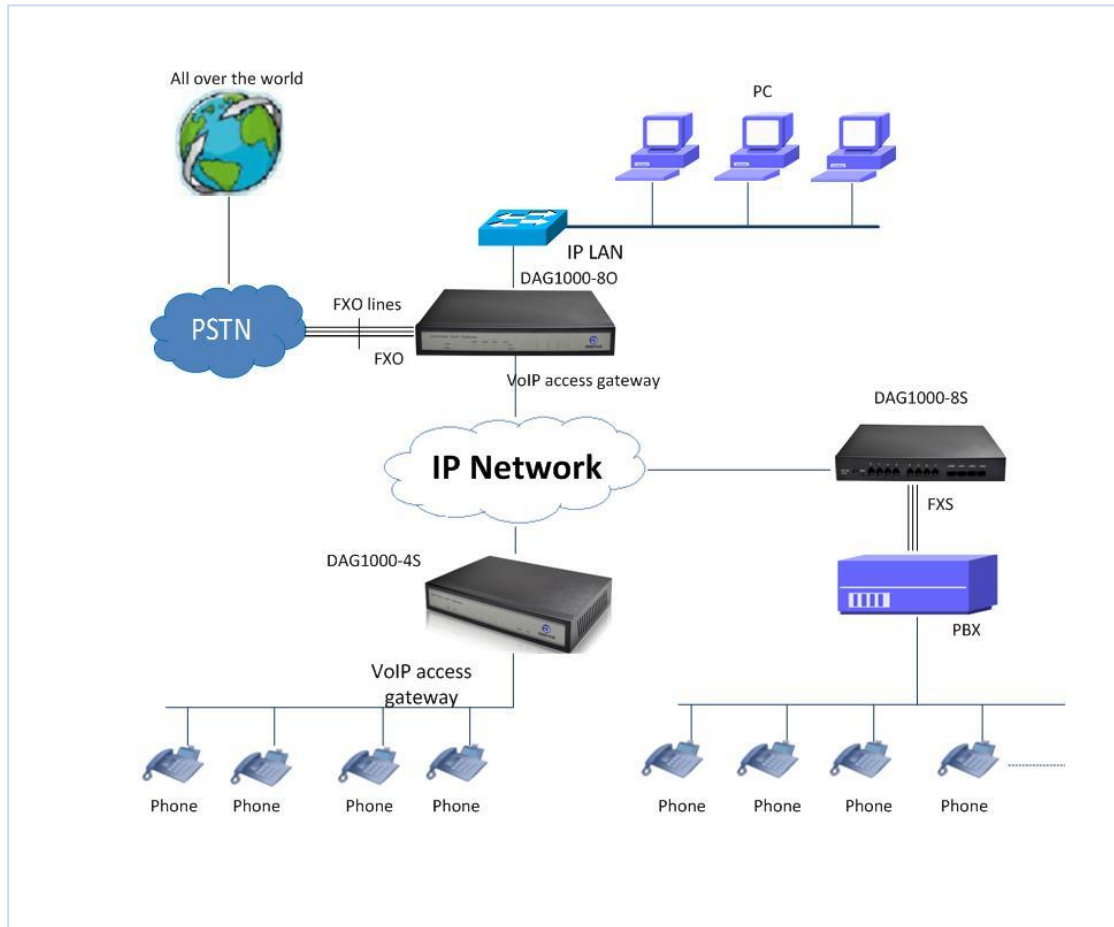 All over the world
PC
IP LAN
DAG1000-8O
FXO lines
PSTN
FXO
VoIP access gateway
DAG1000-8S
IP Network
FXS
DAG1000-4S
PBX
VoIP access
gateway
Phone
Phone
Phone
Phone
Phone
Phone
Phone
Phone